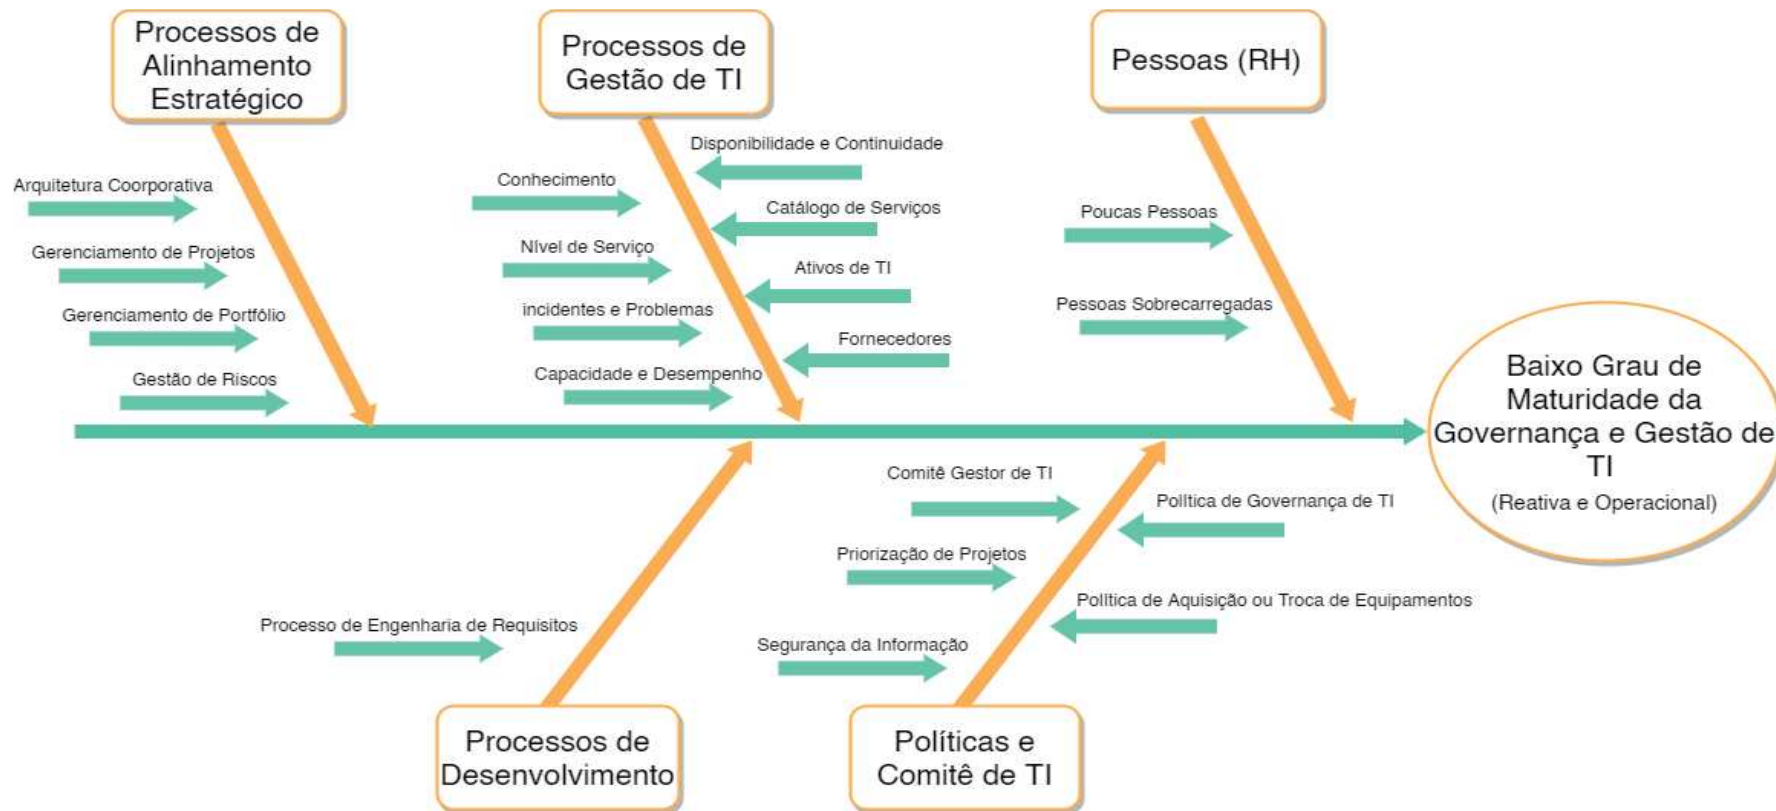 Processos de
Alinhamento
Estratégico
Processos de
Gestão de TI
Pessoas (RH)
Arquitetura Coorporativa
Gerenciamento de Projetos
Gerenciamento de Portfólio
Gestão de Riscos
Conhecimento
Nível de Serviço
incidentes e Problemas
Capacidade e Desempenho
Disponibilidade e Continuidade
Catálogo de Serviços
Ativos de TI
Fornecedores
Poucas Pessoas
Pessoas Sobrecarregadas
Baixo Grau de
Maturidade da
Governança e Gestão de
TI
(Reativa e Operacional)
Processo de Engenharia de Requisitos
Comitê Gestor de TI
Priorização de Projetos
Segurança da Informação
Política de Governança de TI
Política de Aquisição ou Troca de Equipamentos
Processos de
Desenvolvimento
Políticas e
Comitê de TI